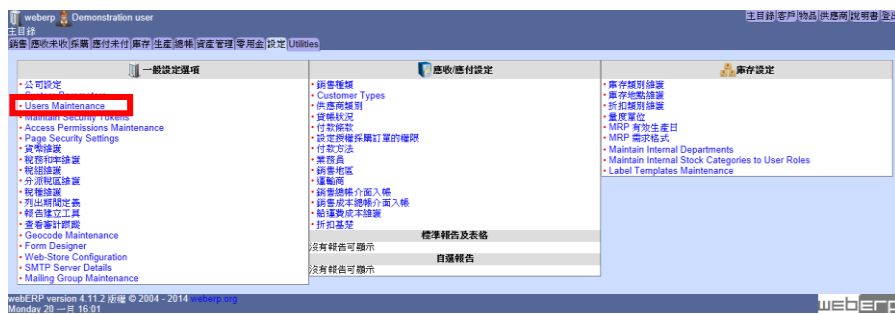 weberp Demonstration user
主目錄 客戶 物品 供應商 說明書 登出
主目錄
銷售 應收未收 採購 應付未付 庫存 生產 總帳 資產管理 零用金 設定 Utilities
一般設定選項
公司設定
Users Maintenance
Maintain Security Tokens
Access Permissions Maintenance
Page Security Settings
貨幣維護
稅務和率維護
稅組維護
分派稅區維護
稅種維護
列出期間定義
報告建立工具
查看審計跟蹤
Geocode Maintenance
Form Designer
Web-Store Configuration
SMTP Server Details
Mailing Group Maintenance
應收/應付設定
銷售種類
Customer Types
供應商類別
貸帳狀況
付款條款
設定授權採購訂單的權限
付款方法
業務員
銷售地區
運輸商
銷售總帳介面入帳
銷售成本總帳介面入帳
船運費成本維護
折扣基楚
標準報告及表格
沒有報告可顯示
自選報告
沒有報告可顯示
庫存設定
庫存類別維護
庫存地點維護
折扣類別維護
量度單位
MRP 有效生產日
MRP 需求格式
Maintain Internal Departments
Maintain Internal Stock Categories to User Roles
Label Templates Maintenance
webERP version 4.11.2 版權 © 2004 - 2014 weberp.org
Monday 20 一月 16:01
webERP